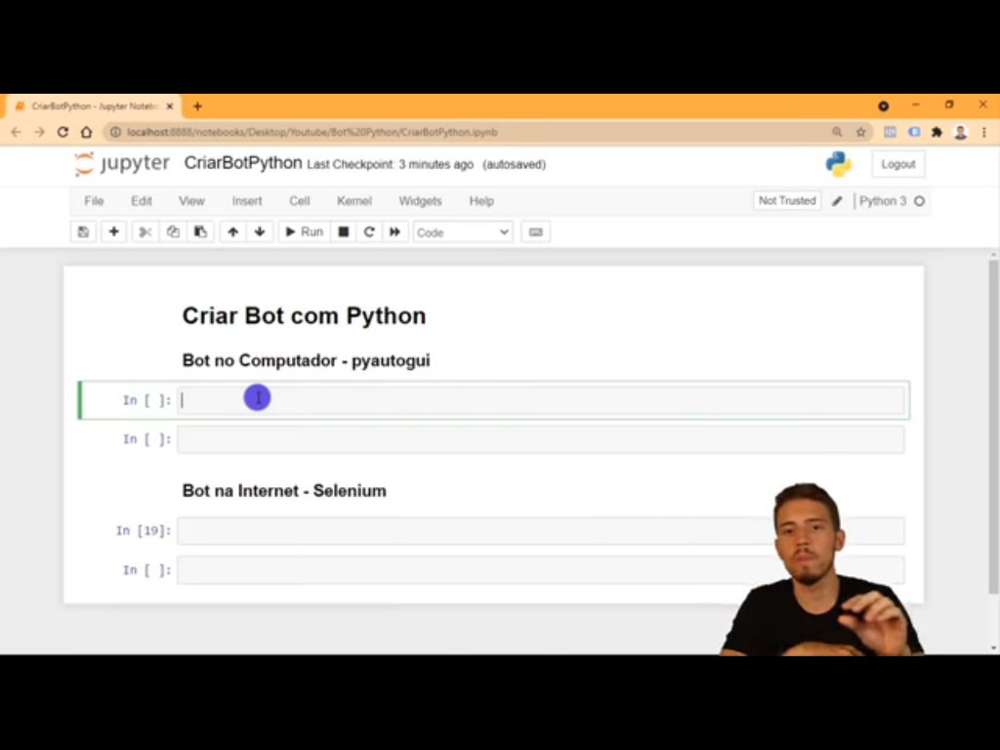 CriarBotPython - Jupyter Notebo
localhost:8888/notebooks/Desktop/Youtube/Bot%20Python/CriarBotPython.ipynb
jupyter CriarBotPython Last Checkpoint: 3 minutes ago (autosaved)
Logout
File Edit View Insert Cell Kernel Widgets Help
Not Trusted
Python 3
Run
Code
Criar Bot com Python
Bot no Computador - pyautogui
In [ ]:
In [ ]:
Bot na Internet - Selenium
In [19]:
In [ ]: